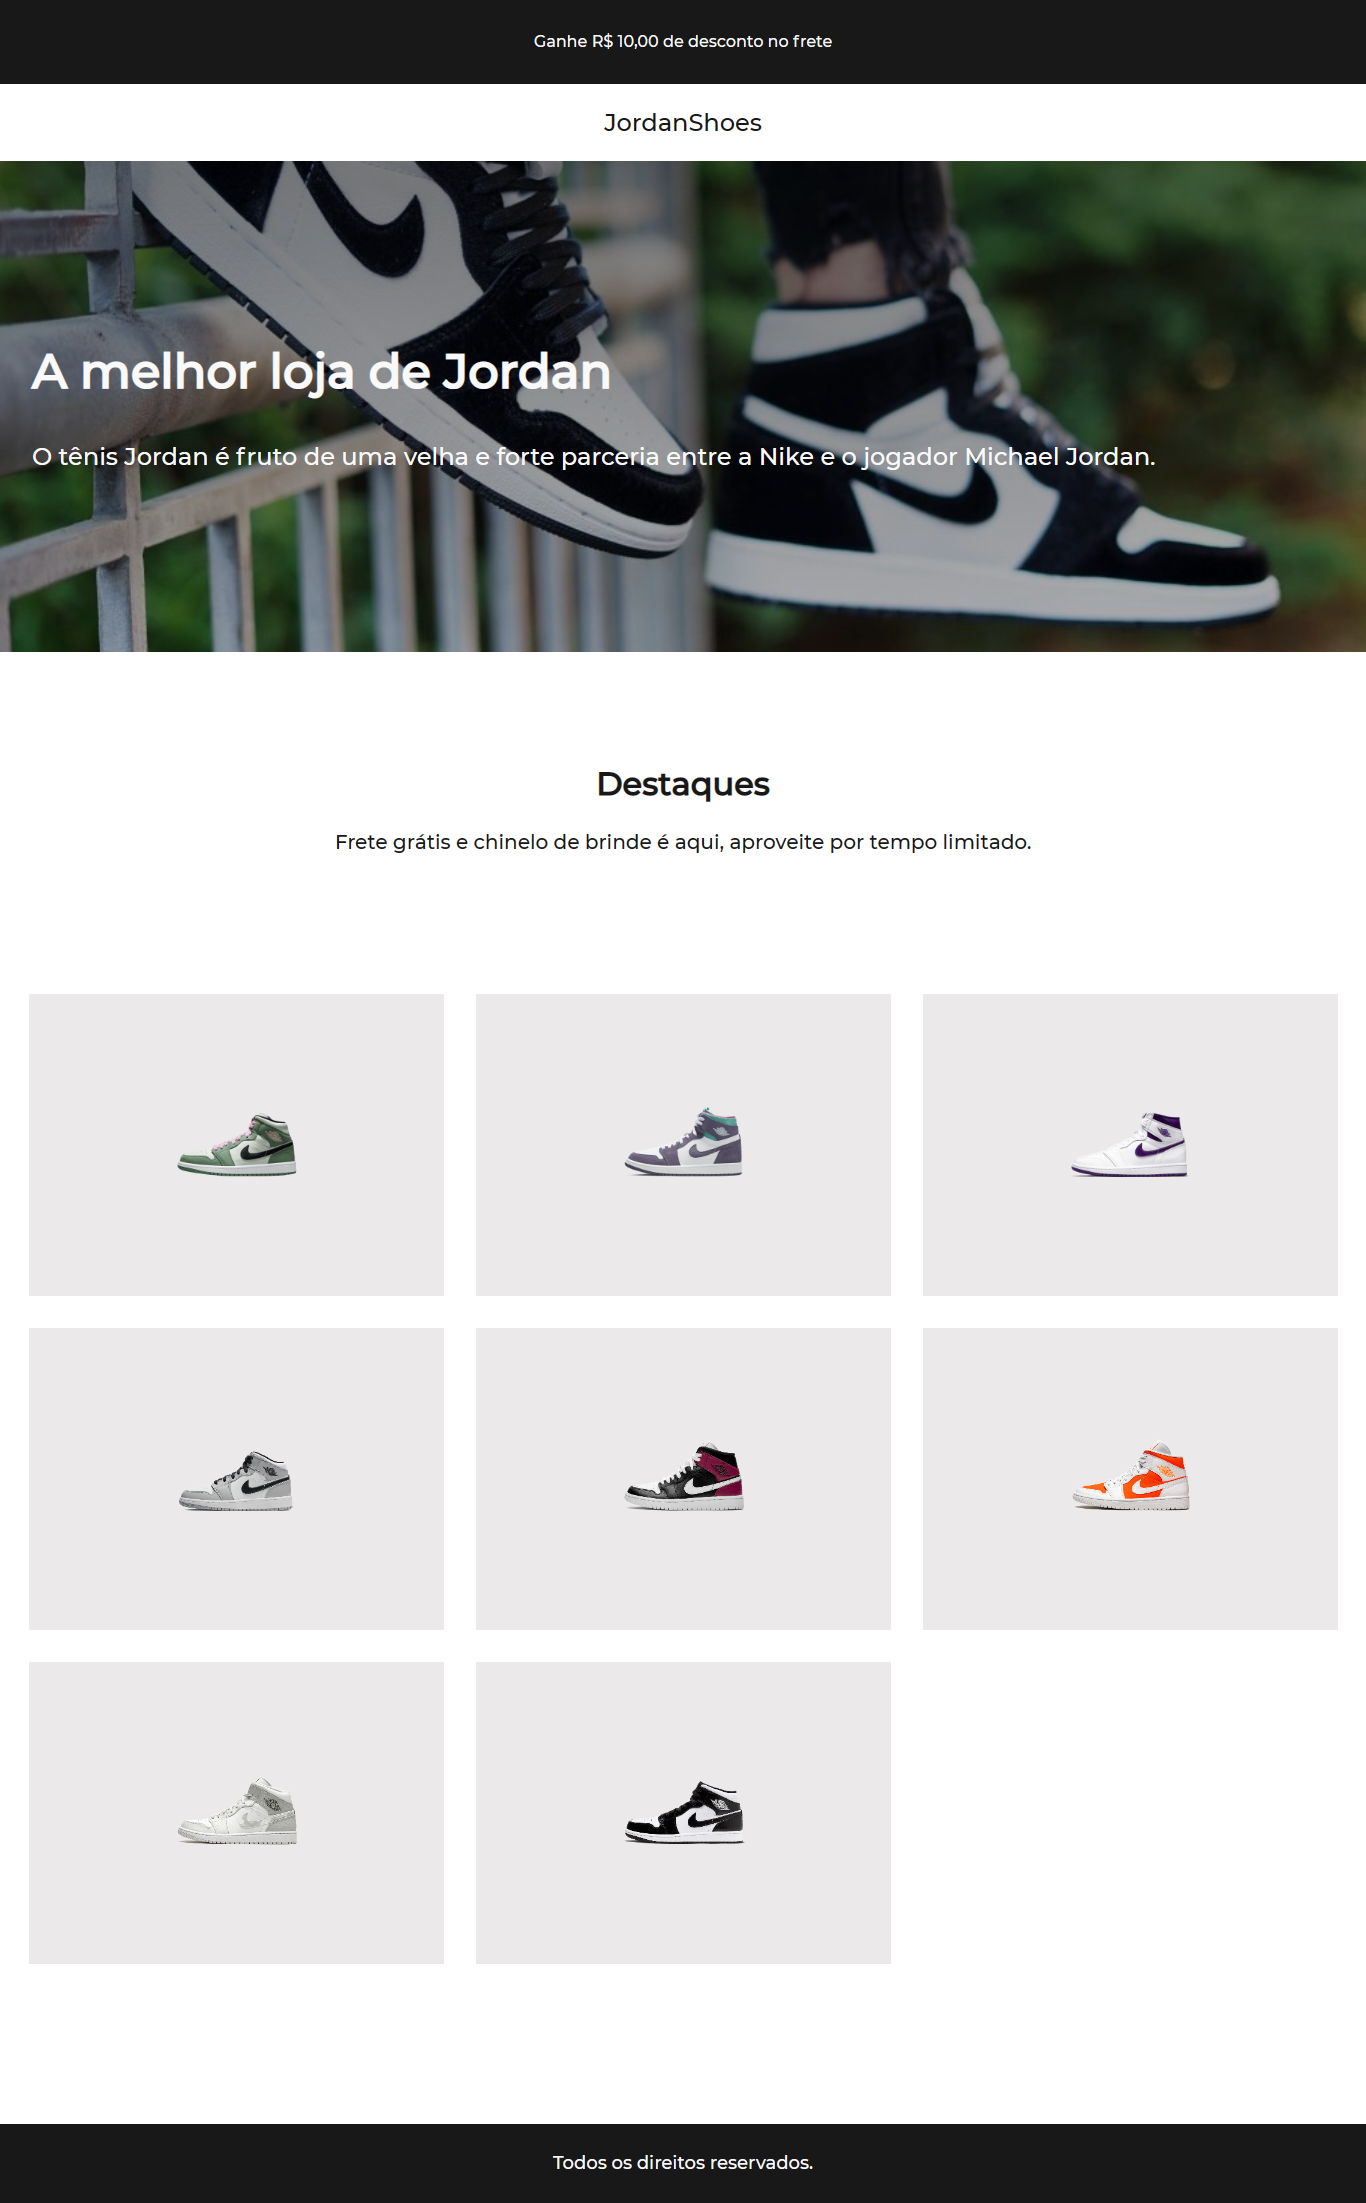 Ganhe R$ 10,00 de desconto no frete
JordanShoes
A melhor loja de Jordan
O tênis Jordan é fruto de uma velha e forte parceria entre a Nike e o jogador Michael Jordan.
Destaques
Frete grátis e chinelo de brinde é aqui, aproveite por tempo limitado.
Todos os direitos reservados.